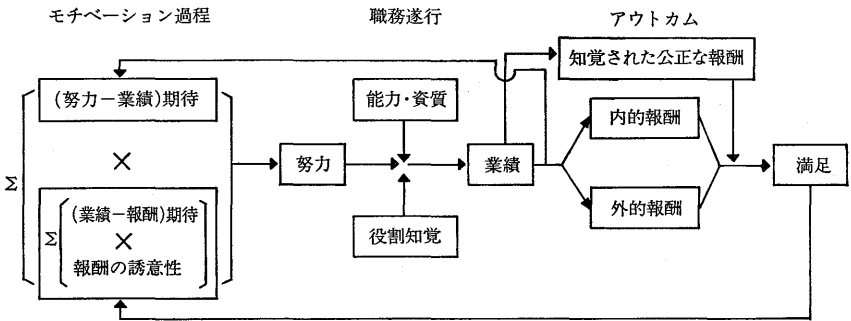 モチベーション過程
職務遂行
アウトカム
知覚された公正な報酬
(努力－業績)期待
能力・資質
内的報酬
×
Σ
努力
業績
満足
(業績－報酬)期待
Σ
×
報酬の誘意性
外的報酬
役割知覚